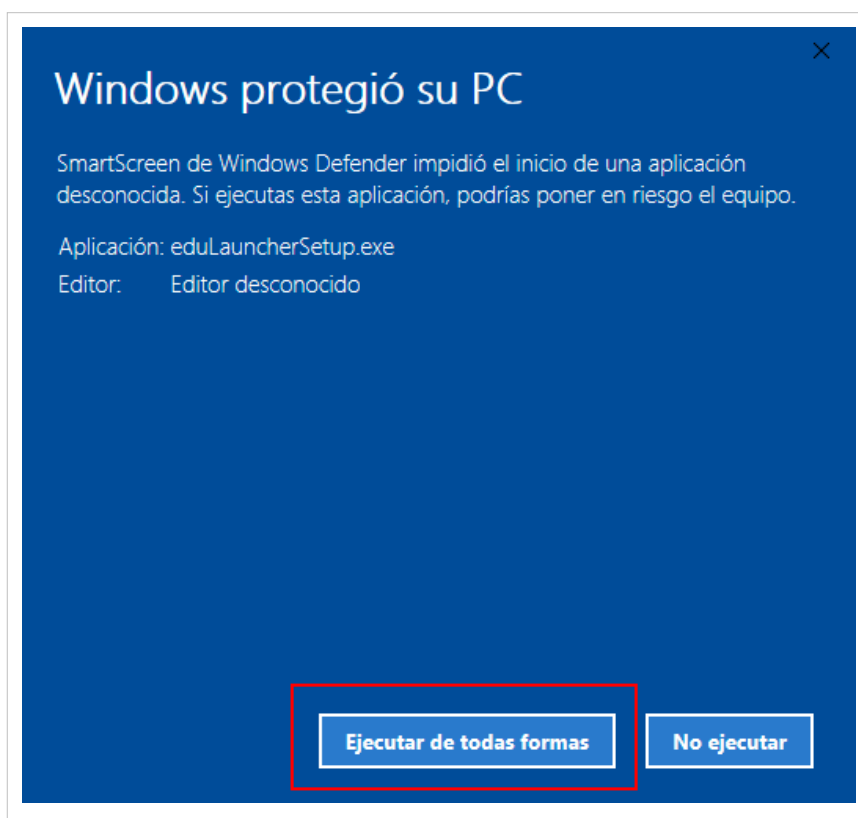 Windows protegió su PC
SmartScreen de Windows Defender impidió el inicio de una aplicación
desconocida. Si ejecutas esta aplicación, podrías poner en riesgo el equipo.
Aplicación: eduLauncherSetup.exe
Editor: Editor desconocido
Ejecutar de todas formas No ejecutar